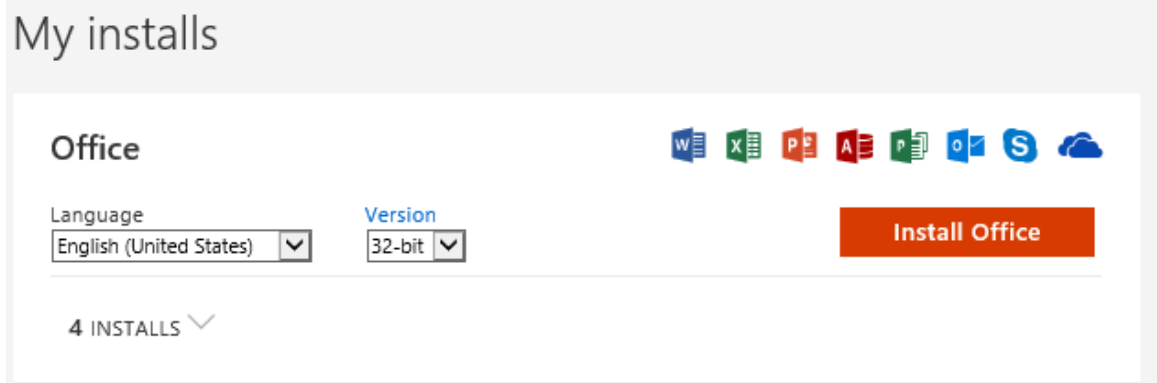 My installs
Office
Language
Version
English (United States)
32-bit
Install Office
4 INSTALLS